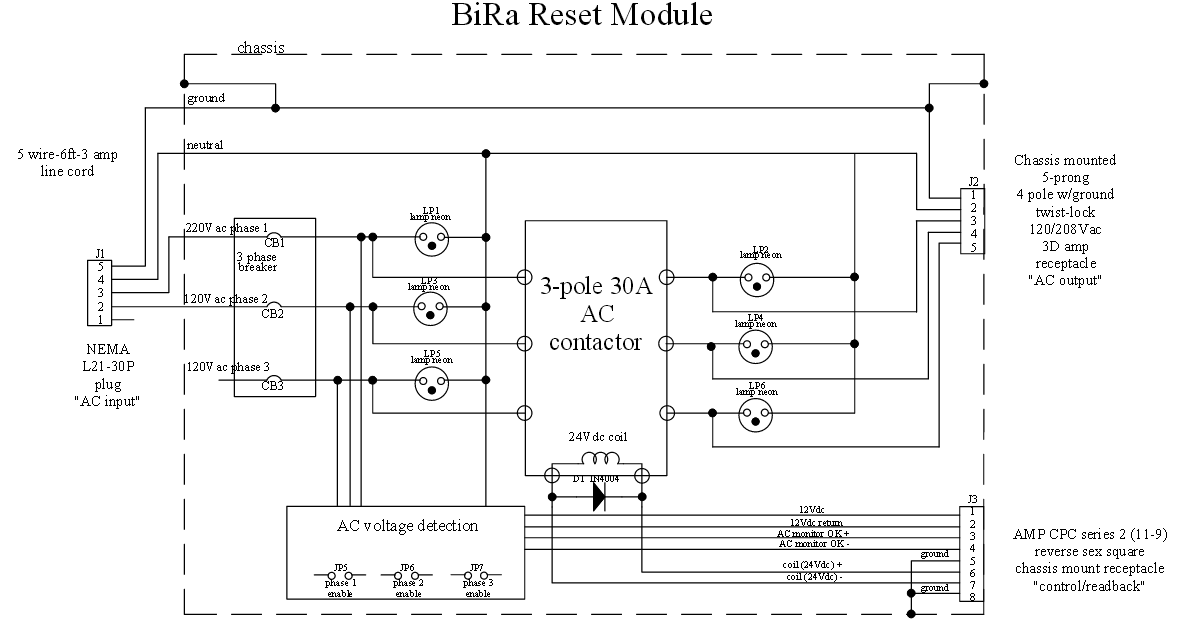 BiRa Reset Module
chassis
ground
neutral
5 wire-6ft-3 amp
line cord
Chassis mounted
5-prong
4 pole w/ground
twist-lock
120/208Vac
3D amp
receptacle
"AC output"
J2
1
2
3
4
5
220V ac phase 1
CB1
3 phase
breaker
120V ac phase 2
CB2
120V ac phase 3
CB3
J1
5
4
3
2
1
NEMA
L21-30P
plug
"AC input"
LP1
lamp neon
LP3
lamp neon
LP5
lamp neon
3-pole 30A
AC
contactor
24V dc coil
D1 1N4004
LP2
lamp neon
LP4
lamp neon
LP6
lamp neon
AC voltage detection
JP5
phase 1
enable
JP6
phase 2
enable
JP7
phase 3
enable
12Vdc
12Vdc return
AC monitor OK +
AC monitor OK -
ground
coil (24Vdc) +
coil (24Vdc) -
ground
J3
1
2
3
4
5
6
7
8
AMP CPC series 2 (11-9)
reverse sex square
chassis mount receptacle
"control/readback"